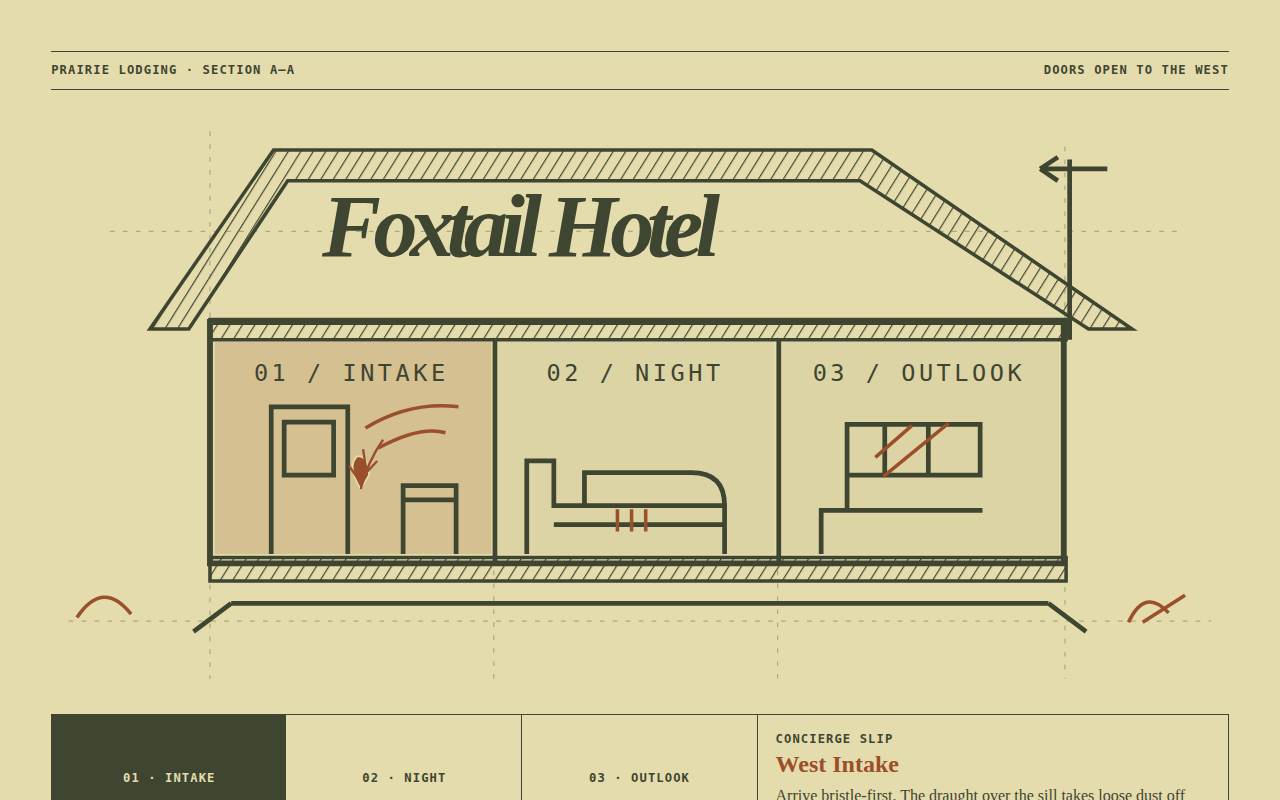 PRAIRIE LODGING · SECTION A—A
DOORS OPEN TO THE WEST
Foxtail Hotel
01 / INTAKE
02 / NIGHT
03 / OUTLOOK
01 · INTAKE
02 · NIGHT
03 · OUTLOOK
CONCIERGE SLIP
West Intake
Arrive bristle-first. The draught over the sill takes loose dust off